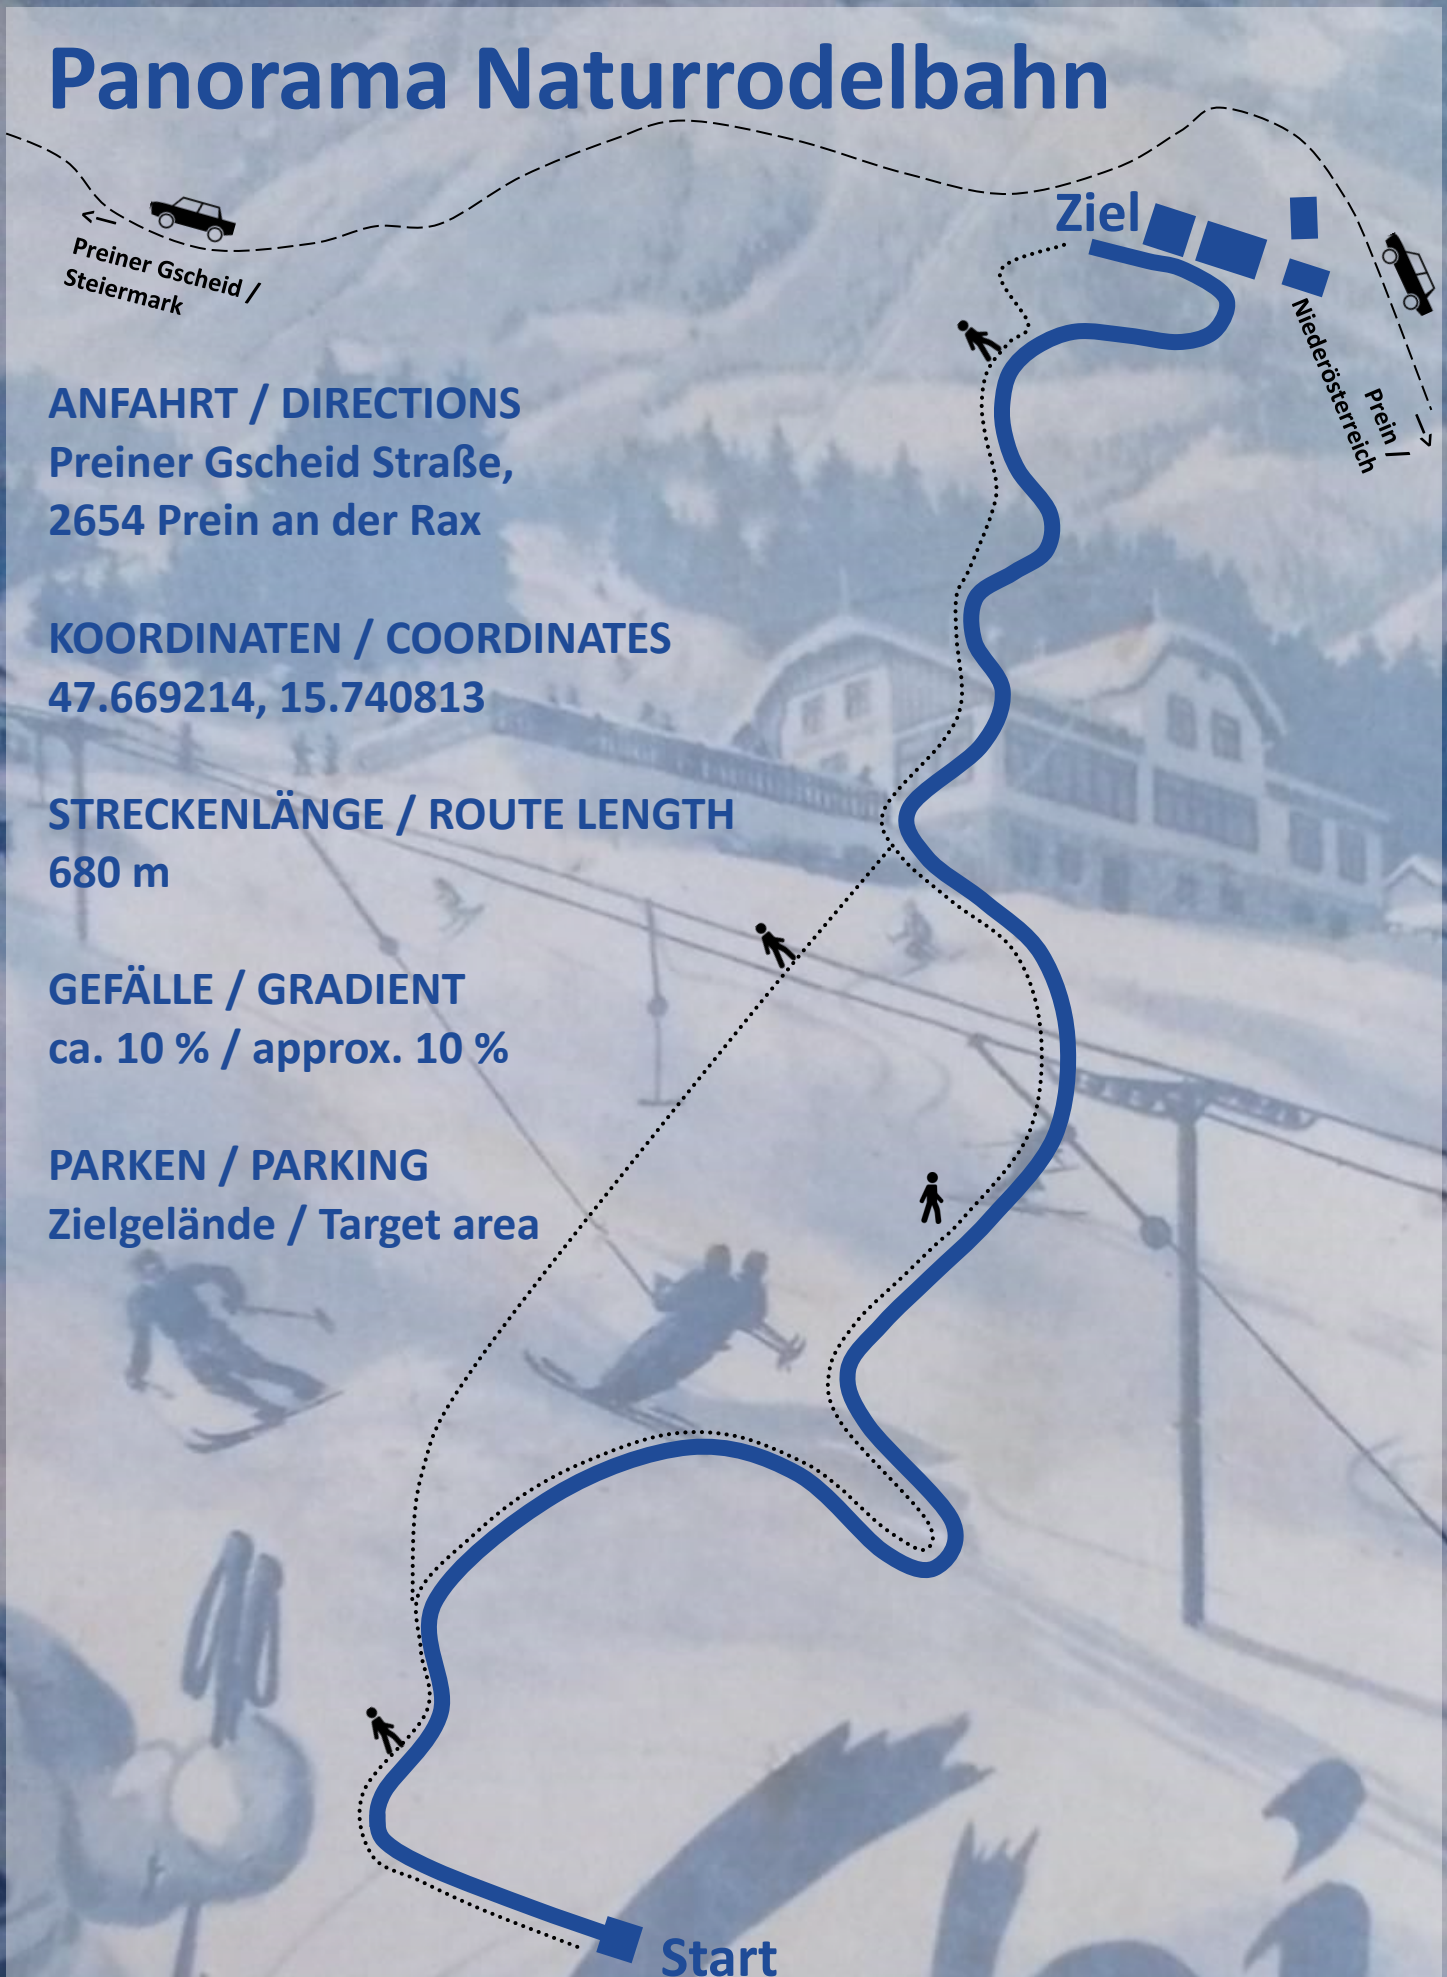 Panorama Naturrodelbahn
Ziel
Preiner Gscheid /
Steiermark
Prein /
Niederösterreich
ANFAHRT / DIRECTIONS
Preiner Gscheid Straße,
2654 Prein an der Rax
KOORDINATEN / COORDINATES
47.669214, 15.740813
STRECKENLÄNGE / ROUTE LENGTH
680 m
GEFÄLLE / GRADIENT
ca. 10 % / approx. 10 %
PARKEN / PARKING
Zielgelände / Target area
Start